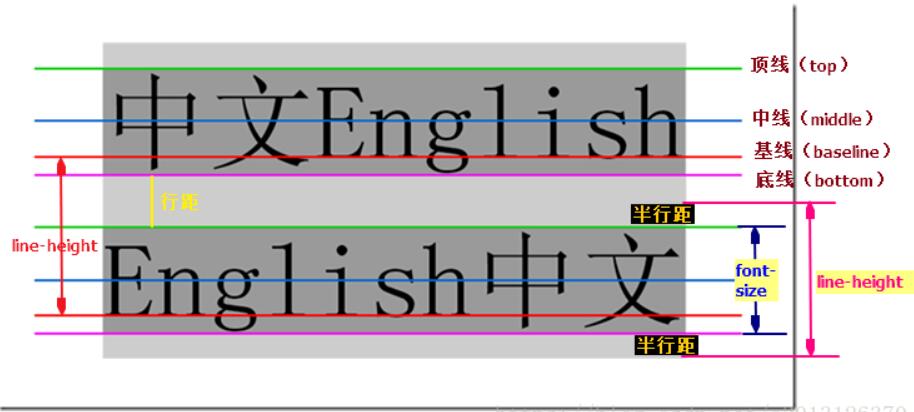 顶线（top）
中文English
中线（middle）
基线（baseline）
底线（bottom）
行距
半行距
line-height
English中文
font-
size
line-height
半行距